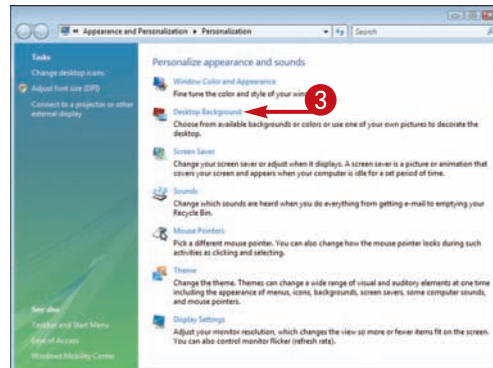 Appearance and Personalization ▸ Personalization
Search
Tasks
Change desktop icons
Adjust font size (DPI)
Connect to a projector or other
external display
See also
Taskbar and Start Menu
Ease of Access
Windows Mobility Center
Personalize appearance and sounds
Window Color and Appearance
Fine tune the color and style of your
Desktop Background
3
Choose from available backgrounds or colors or use one of your own pictures to decorate the
desktop.
Screen Saver
Change your screen saver or adjust when it displays. A screen saver is a picture or animation that
covers your screen and appears when your computer is idle for a set period of time.
Sounds
Change which sounds are heard when you do everything from getting e-mail to emptying your
Recycle Bin.
Mouse Pointers
Pick a different mouse pointer. You can also change how the mouse pointer looks during such
activities as clicking and selecting.
Theme
Change the theme. Themes can change a wide range of visual and auditory elements at one time
including the appearance of menus, icons, backgrounds, screen savers, some computer sounds,
and mouse pointers.
Display Settings
Adjust your monitor resolution, which changes the view so more or fewer items fit on the screen.
You can also control monitor flicker (refresh rate).